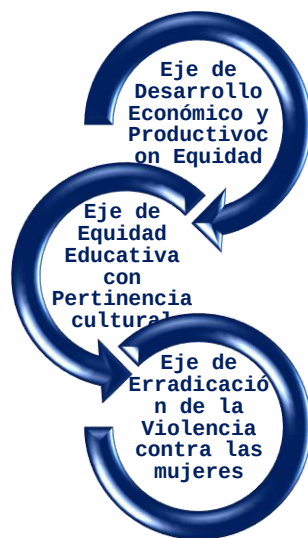 Eje de
Desarrollo
Económico y
Productivoc
on Equidad
Eje de
Equidad
Educativa
con
Pertinencia
cultural
Eje de
Erradicació
n de la
Violencia
contra las
mujeres